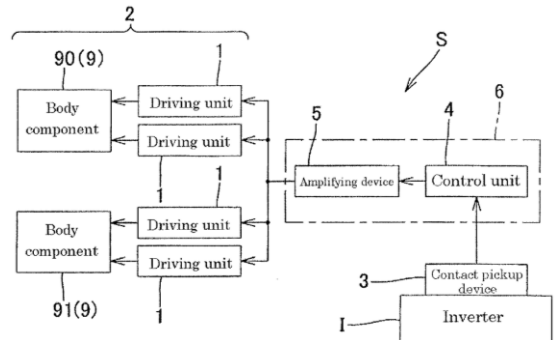 2
S
90(9)
1
6
Body
component
Driving unit
5
4
Driving unit
Amplifying device
Control unit
1
1
Body
component
Driving unit
Driving unit
3
Contact pickup
device
91(9)
1
I
Inverter